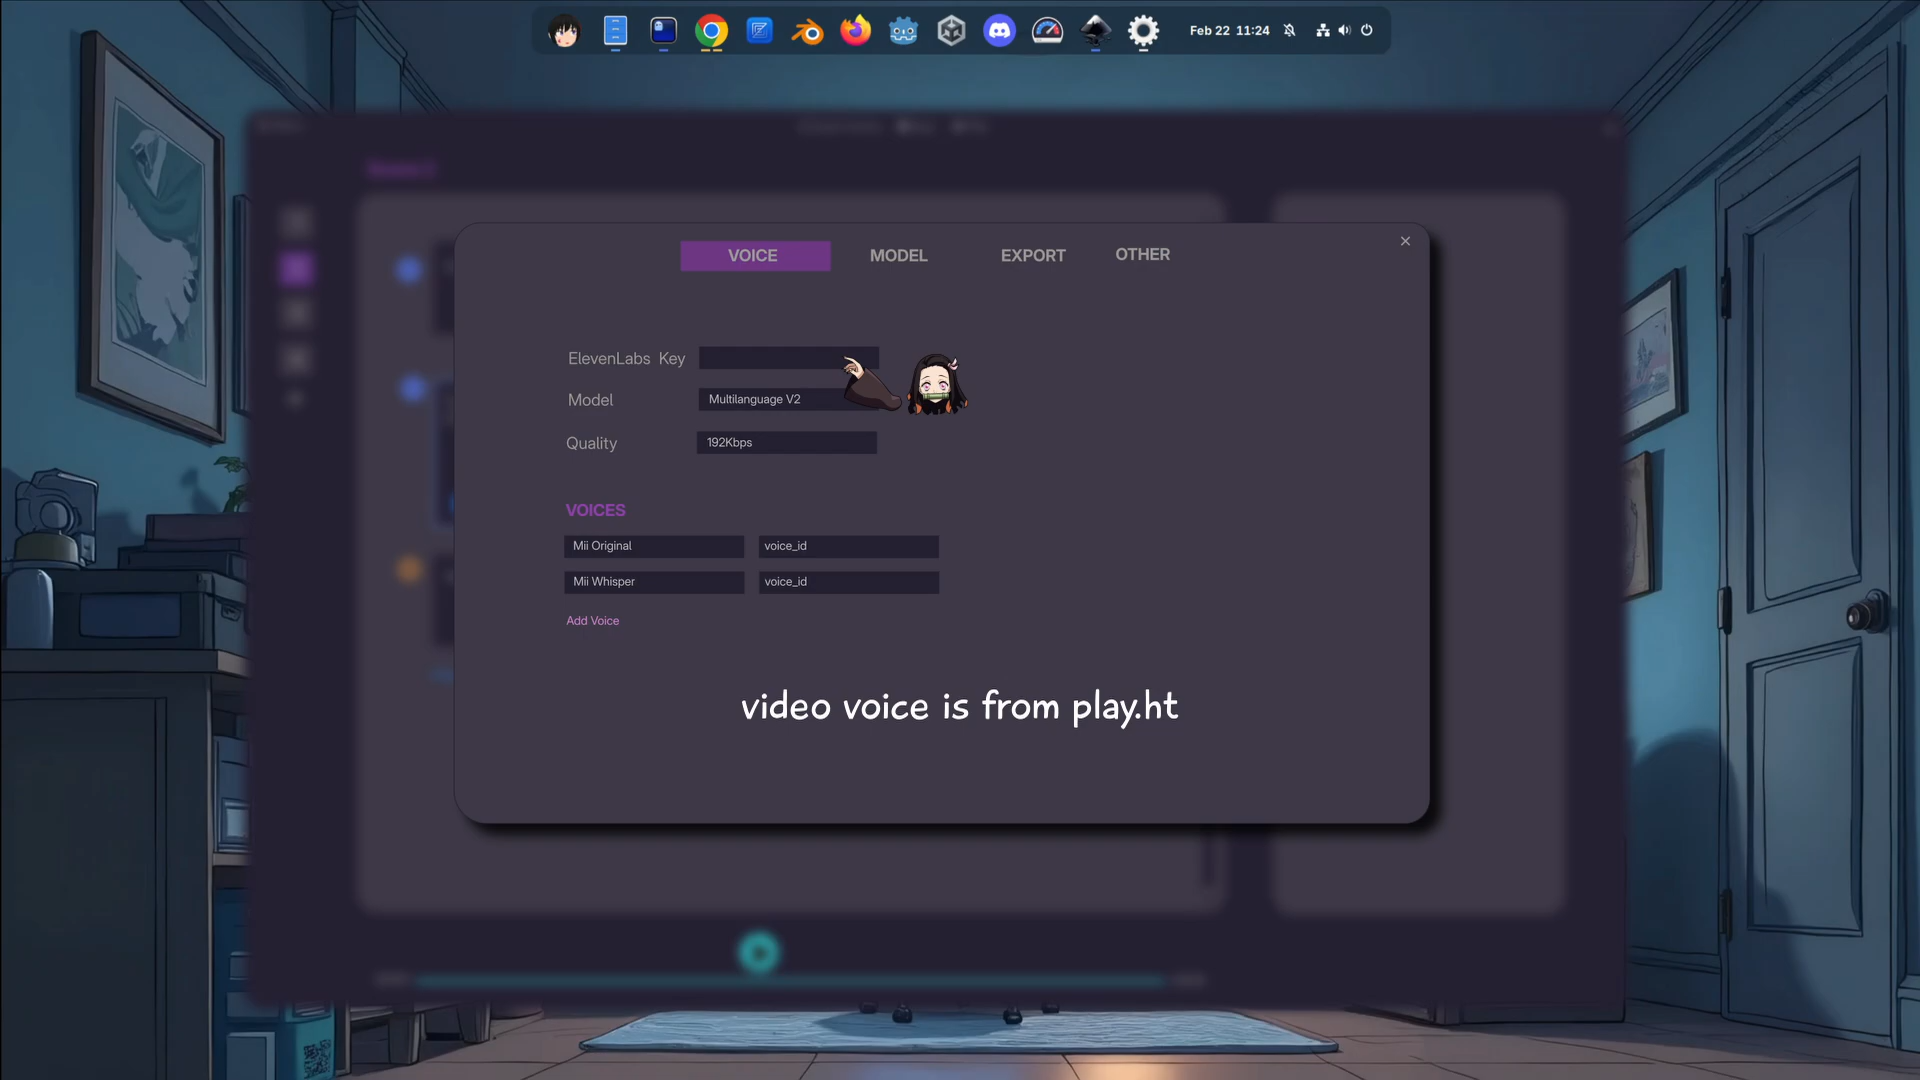 Feb 22 11:24
VOICE MODEL EXPORT OTHER
ElevenLabs Key
Model Multilanguage V2
Quality 192Kbps
VOICES
Mii Original voice_id
Mii Whisper voice_id
Add Voice
video voice is from play.ht